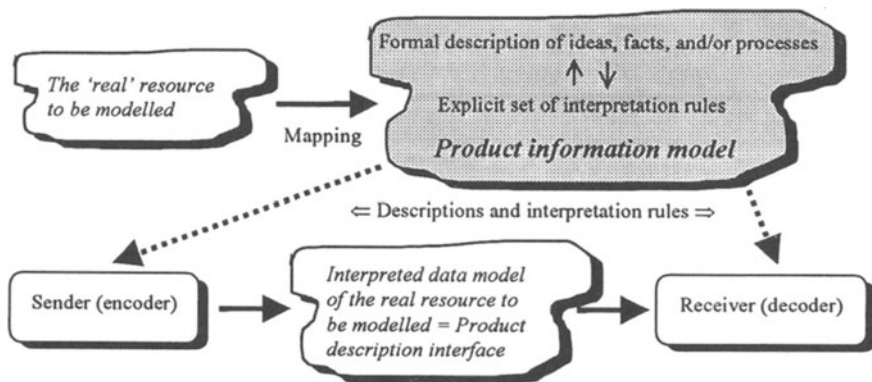 Formal description of ideas, facts, and/or processes
The 'real' resource
to be modelled
Explicit set of interpretation rules
Mapping
Product information model
⇐ Descriptions and interpretation rules ⇒
Sender (encoder)
Interpreted data model
of the real resource to
be modelled = Product
description interface
Receiver (decoder)